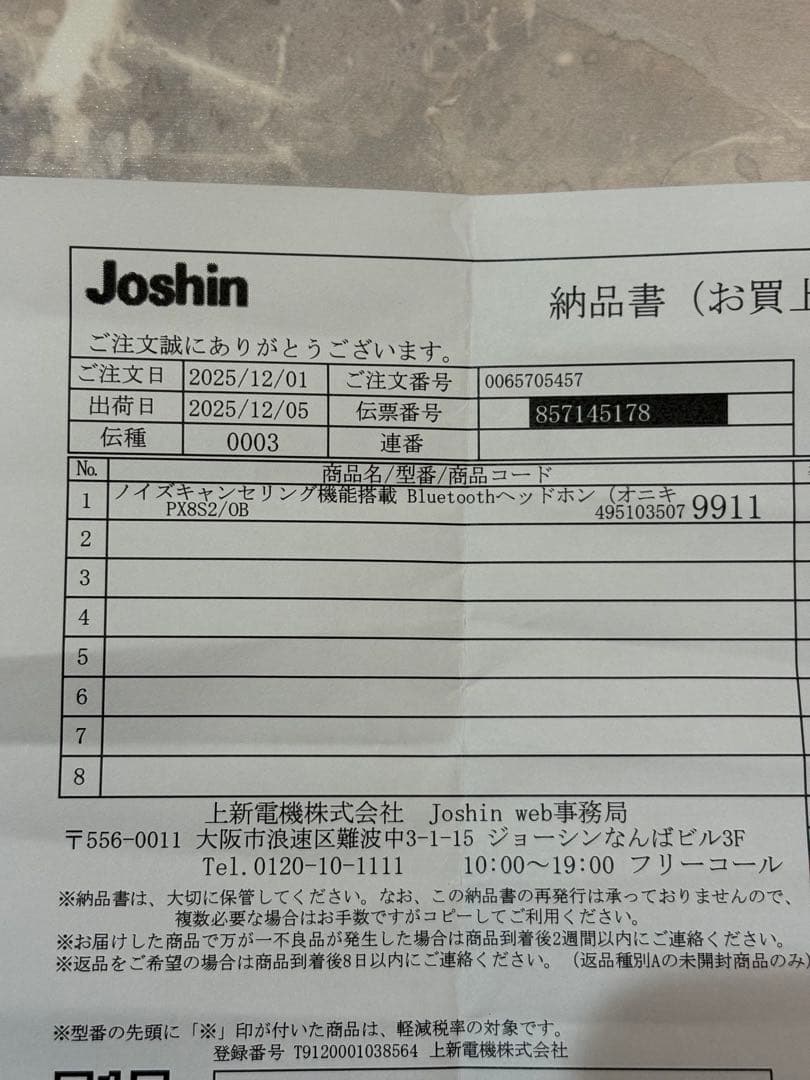 Joshin
納品書（お買上
ご注文誠にありがとうございます。
ご注文日 2025/12/01 ご注文番号 0065705457
出荷日 2025/12/05 伝票番号 857145178
伝種 0003 連番
No. 商品名/型番/商品コード
1 ノイズキャンセリング機能搭載 Bluetoothヘッドホン（オニキ
PX8S2/OB 495103507 9911
2
3
4
5
6
7
8
上新電機株式会社 Joshin web事務局
〒556-0011 大阪市浪速区難波中3-1-15 ジョーシンなんばビル3F
Tel.0120-10-1111 10:00～19:00 フリーコール
※納品書は、大切に保管してください。なお、この納品書の再発行は承っておりませんので、
複数必要な場合はお手数ですがコピーしてご利用ください。
※お届けした商品で万が一不良品が発生した場合は商品到着後2週間以内にご連絡ください。
※返品をご希望の場合は商品到着後8日以内にご連絡ください。（返品種別Aの未開封商品のみ）
※型番の先頭に「※」印が付いた商品は、軽減税率の対象です。
登録番号 T9120001038564 上新電機株式会社